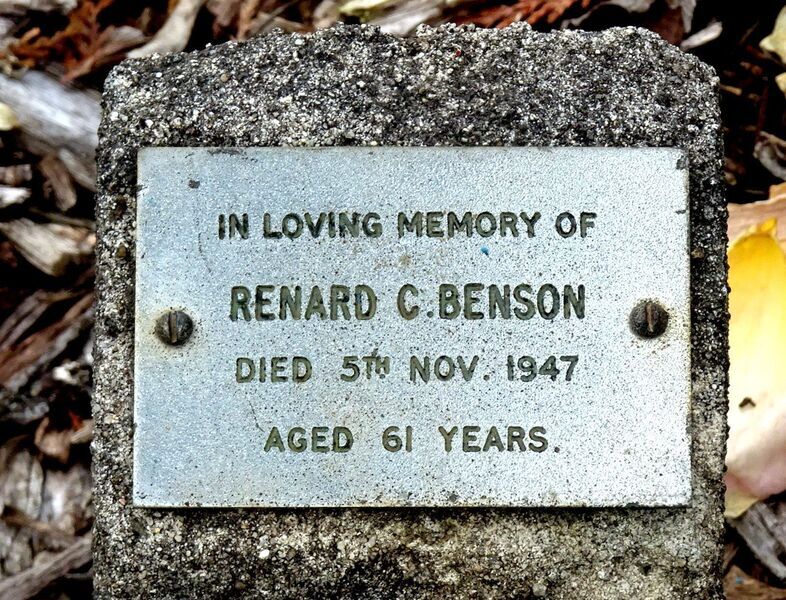 IN LOVING MEMORY OF
RENARD C. BENSON
DIED 5TH NOV. 1947
AGED 61 YEARS.